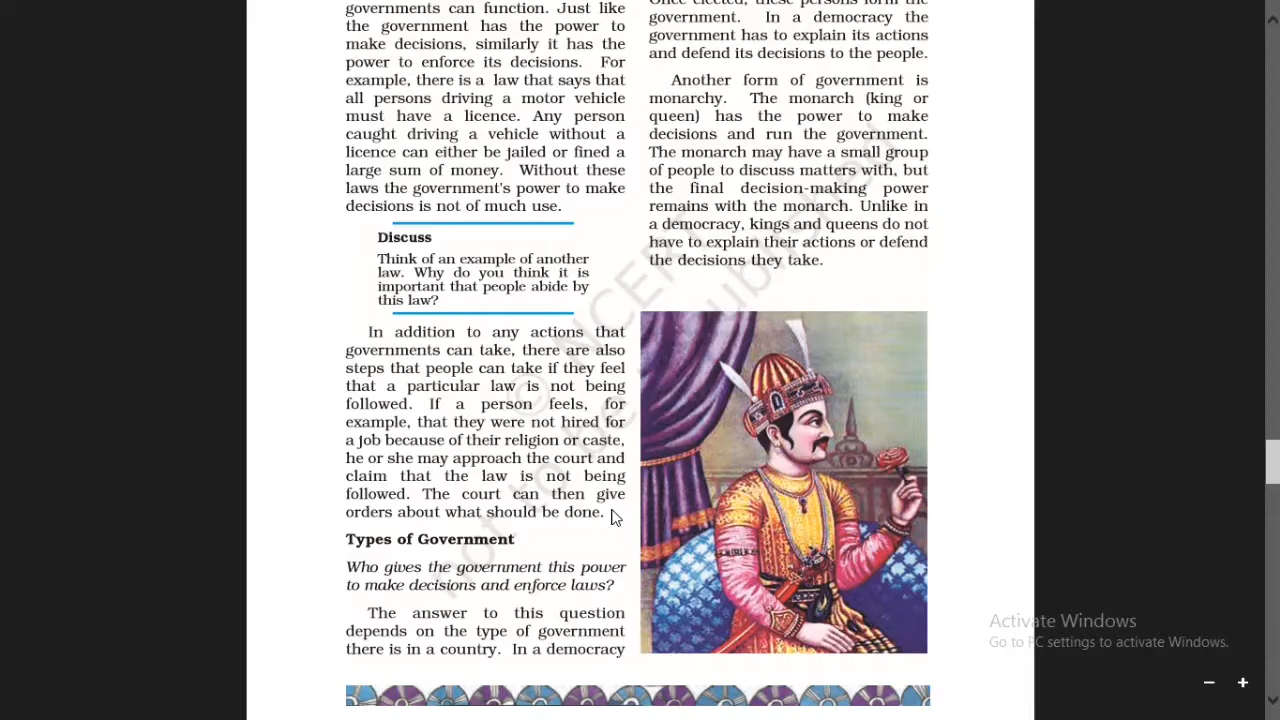 governments can function. Just like
the government has the power to
make decisions, similarly it has the
power to enforce its decisions. For
example, there is a law that says that
all persons driving a motor vehicle
must have a licence. Any person
caught driving a vehicle without a
licence can either be jailed or fined a
large sum of money. Without these
laws the government's power to make
decisions is not of much use.
Discuss
Think of an example of another
law. Why do you think it is
important that people abide by
this law?
In addition to any actions that
governments can take, there are also
steps that people can take if they feel
that a particular law is not being
followed. If a person feels, for
example, that they were not hired for
a job because of their religion or caste,
he or she may approach the court and
claim that the law is not being
followed. The court can then give
orders about what should be done.
Types of Government
Who gives the government this power
to make decisions and enforce laws?
The answer to this question
depends on the type of government
there is in a country. In a democracy
Once elected, these persons form the
government. In a democracy the
government has to explain its actions
and defend its decisions to the people.
Another form of government is
monarchy. The monarch (king or
queen) has the power to make
decisions and run the government.
The monarch may have a small group
of people to discuss matters with, but
the final decision-making power
remains with the monarch. Unlike in
a democracy, kings and queens do not
have to explain their actions or defend
the decisions they take.
© NCERT
not to be republished
Activate Windows
Go to PC settings to activate Windows.